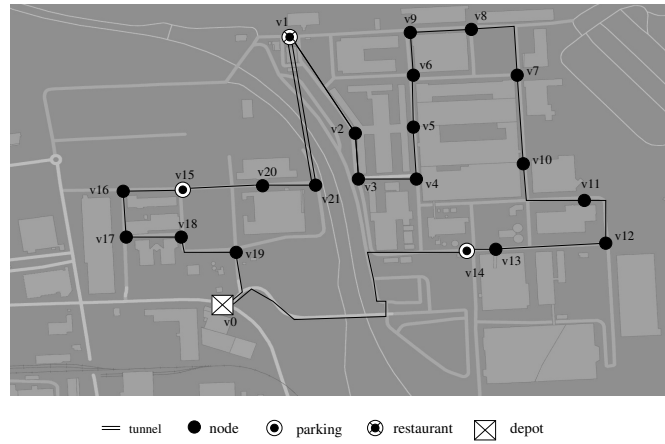 v1
v9
v8
v6
v7
v2
v5
v10
v15
v20
v3
v4
v16
v21
v11
v18
v17
v19
v12
v14
v13
v0
tunnel node parking restaurant depot